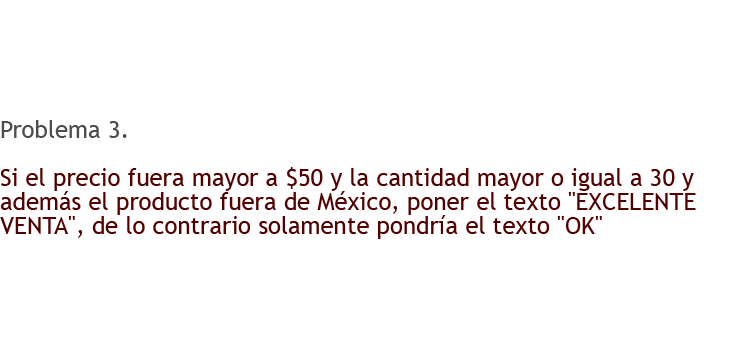 Problema 3.
Si el precio fuera mayor a $50 y la cantidad mayor o igual a 30 y
además el producto fuera de México, poner el texto "EXCELENTE
VENTA", de lo contrario solamente pondría el texto "OK"